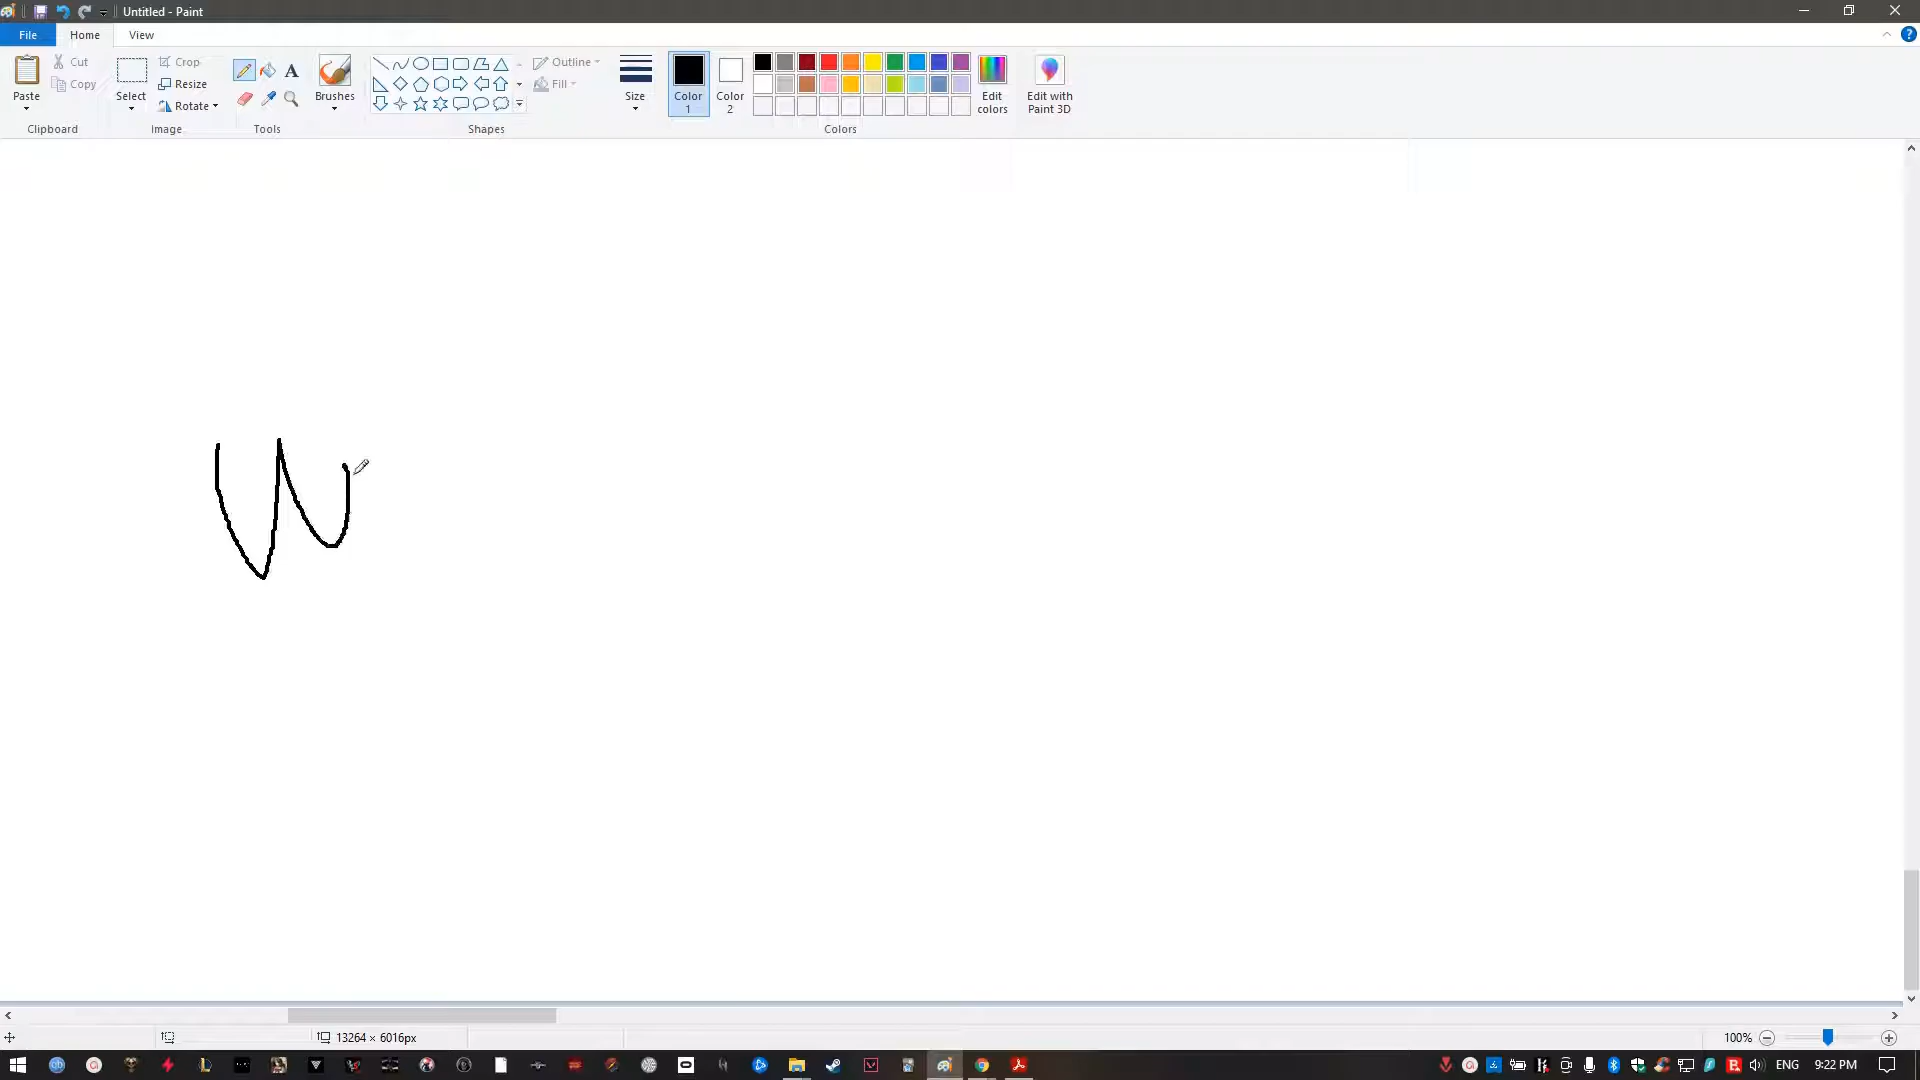 Untitled - Paint
File Home View
Paste Cut Copy Clipboard
Select Crop Resize Rotate Image
Tools
Brushes
Shapes
Outline Fill
Size
Color 1 Color 2 Edit colors Colors
Edit with Paint 3D
W
13264 × 6016px 100%
ENG 9:22 PM